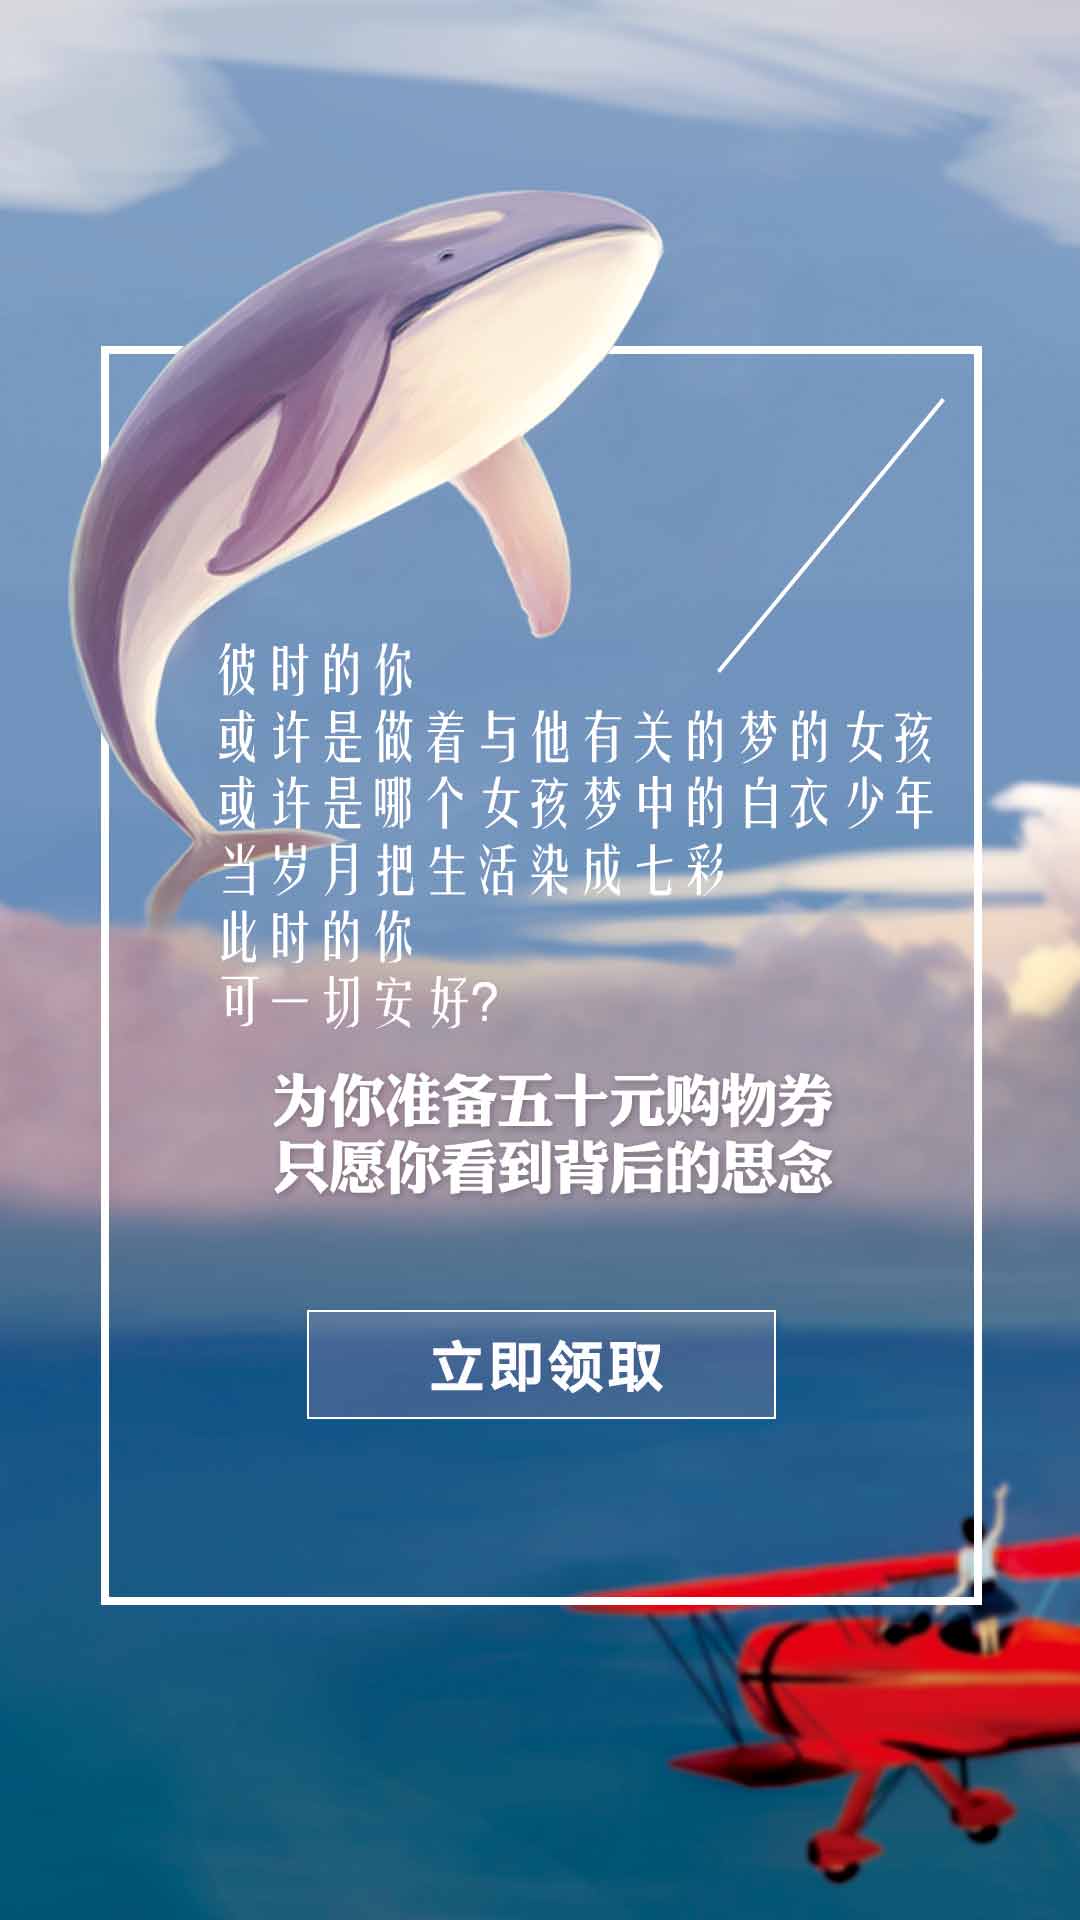 彼时的你
或许是做着与他有关的梦的女孩
或许是哪个女孩梦中的白衣少年
当岁月把生活染成七彩
此时的你
可一切安好?
为你准备五十元购物券
只愿你看到背后的思念
立即领取